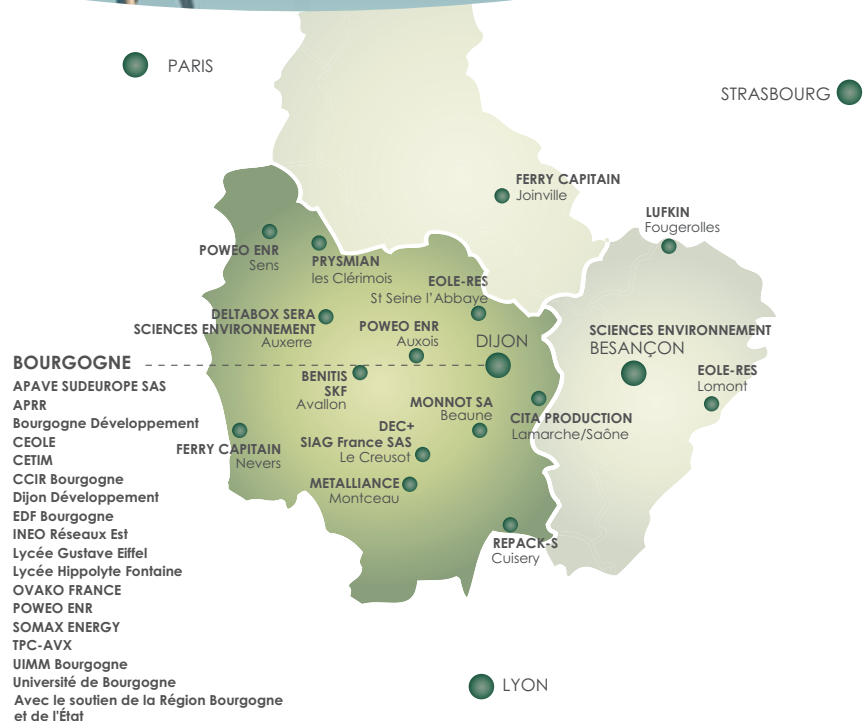 PARIS
STRASBOURG
FERRY CAPITAIN
Joinville
LUFKIN
Fougerolles
POWEO ENR
Sens
PRYSMIAN
les Clérimois
EOLE-RES
St Seine l'Abbaye
DELTABOX SERA
SCIENCES ENVIRONNEMENT
Auxerre
POWEO ENR
Auxois
DIJON
SCIENCES ENVIRONNEMENT
BESANÇON
EOLE-RES
Lomont
BENITIS
SKF
Avallon
MONNOT SA
Beaune
CITA PRODUCTION
Lamarche/Saône
DEC+
SIAG France SAS
Le Creusot
FERRY CAPITAIN
Nevers
METALLIANCE
Montceau
REPACK-S
Cuisery
LYON
BOURGOGNE
APAVE SUDEUROPE SAS
APRR
Bourgogne Développement
CEOLE
CETIM
CCIR Bourgogne
Dijon Développement
EDF Bourgogne
INEO Réseaux Est
Lycée Gustave Eiffel
Lycée Hippolyte Fontaine
OVAKO FRANCE
POWEO ENR
SOMAX ENERGY
TPC-AVX
UIMM Bourgogne
Université de Bourgogne
Avec le soutien de la Région Bourgogne
et de l'État